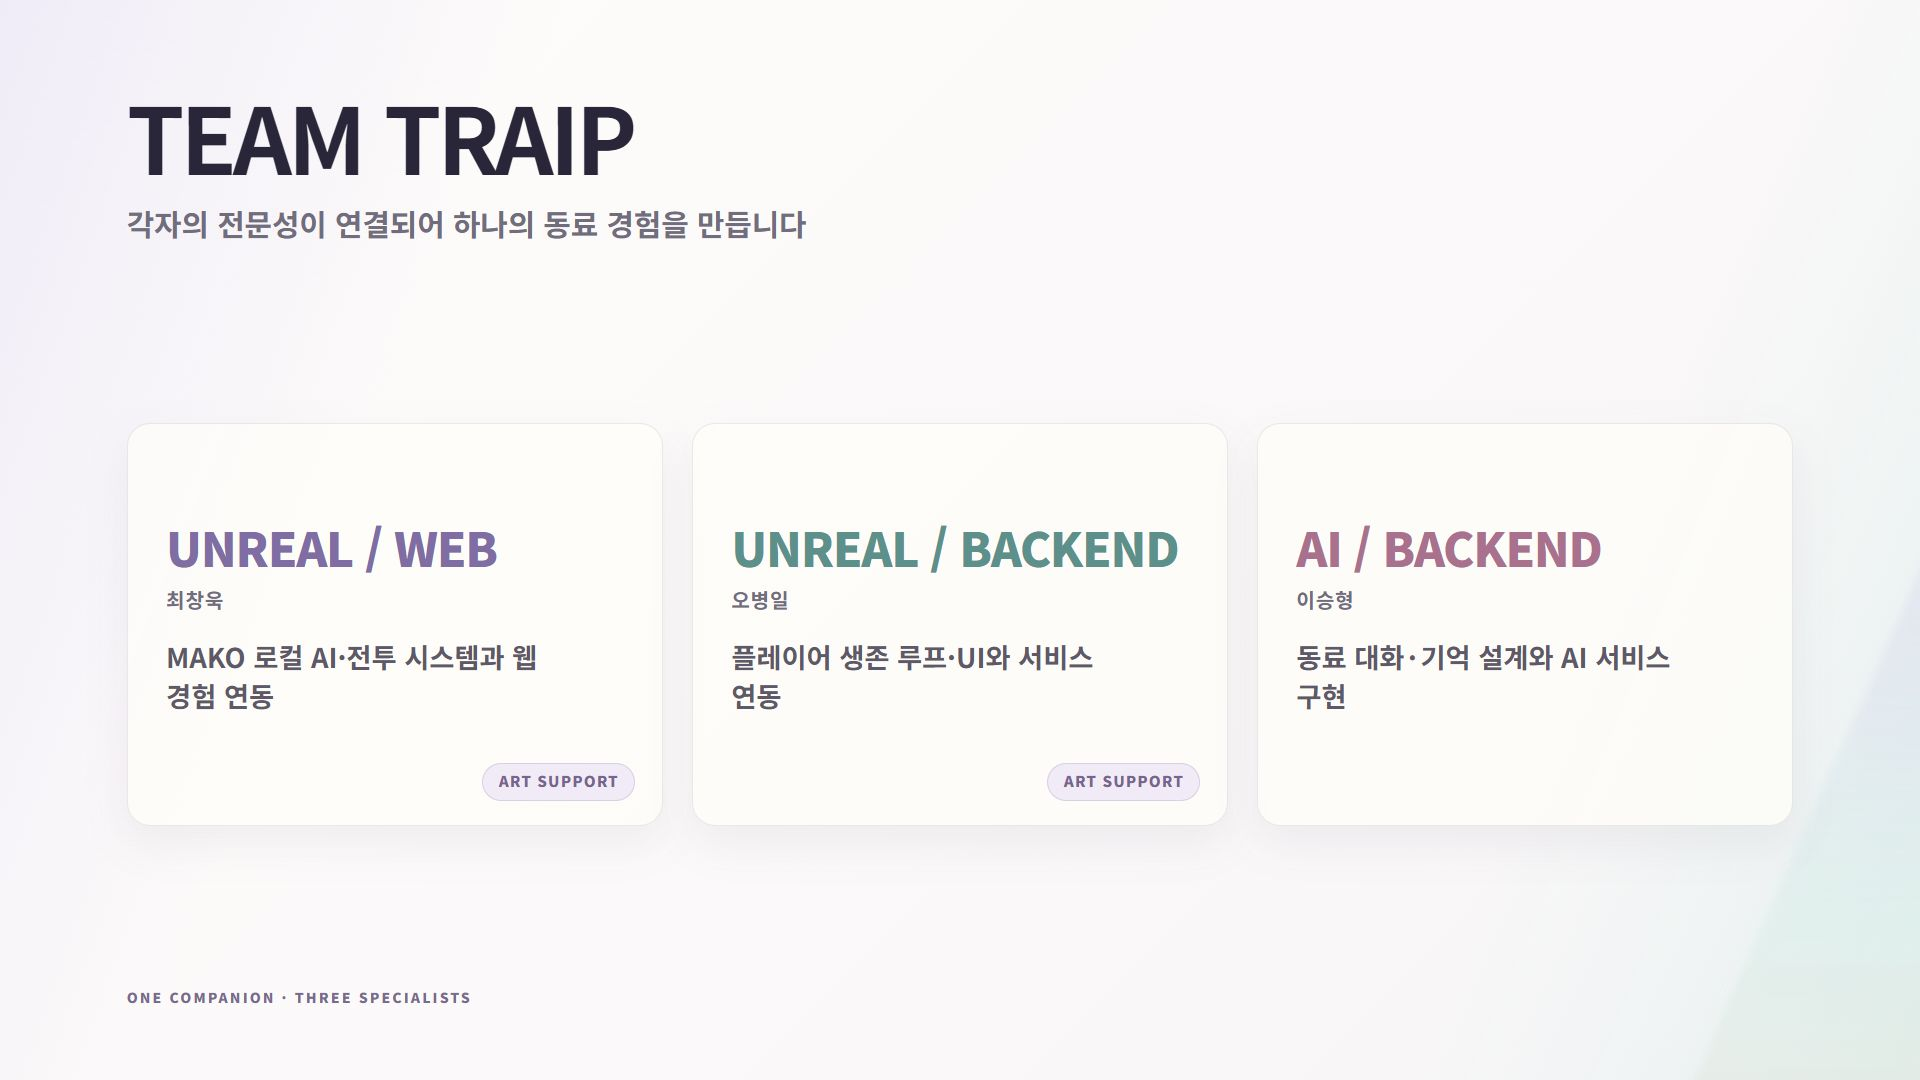 TEAM TRAIP
각자의 전문성이 연결되어 하나의 동료 경험을 만듭니다
UNREAL / WEB
최창욱
MAKO 로컬 AI·전투 시스템과 웹
경험 연동
ART SUPPORT
UNREAL / BACKEND
오병일
플레이어 생존 루프·UI와 서비스
연동
ART SUPPORT
AI / BACKEND
이승형
동료 대화·기억 설계와 AI 서비스
구현
ONE COMPANION · THREE SPECIALISTS